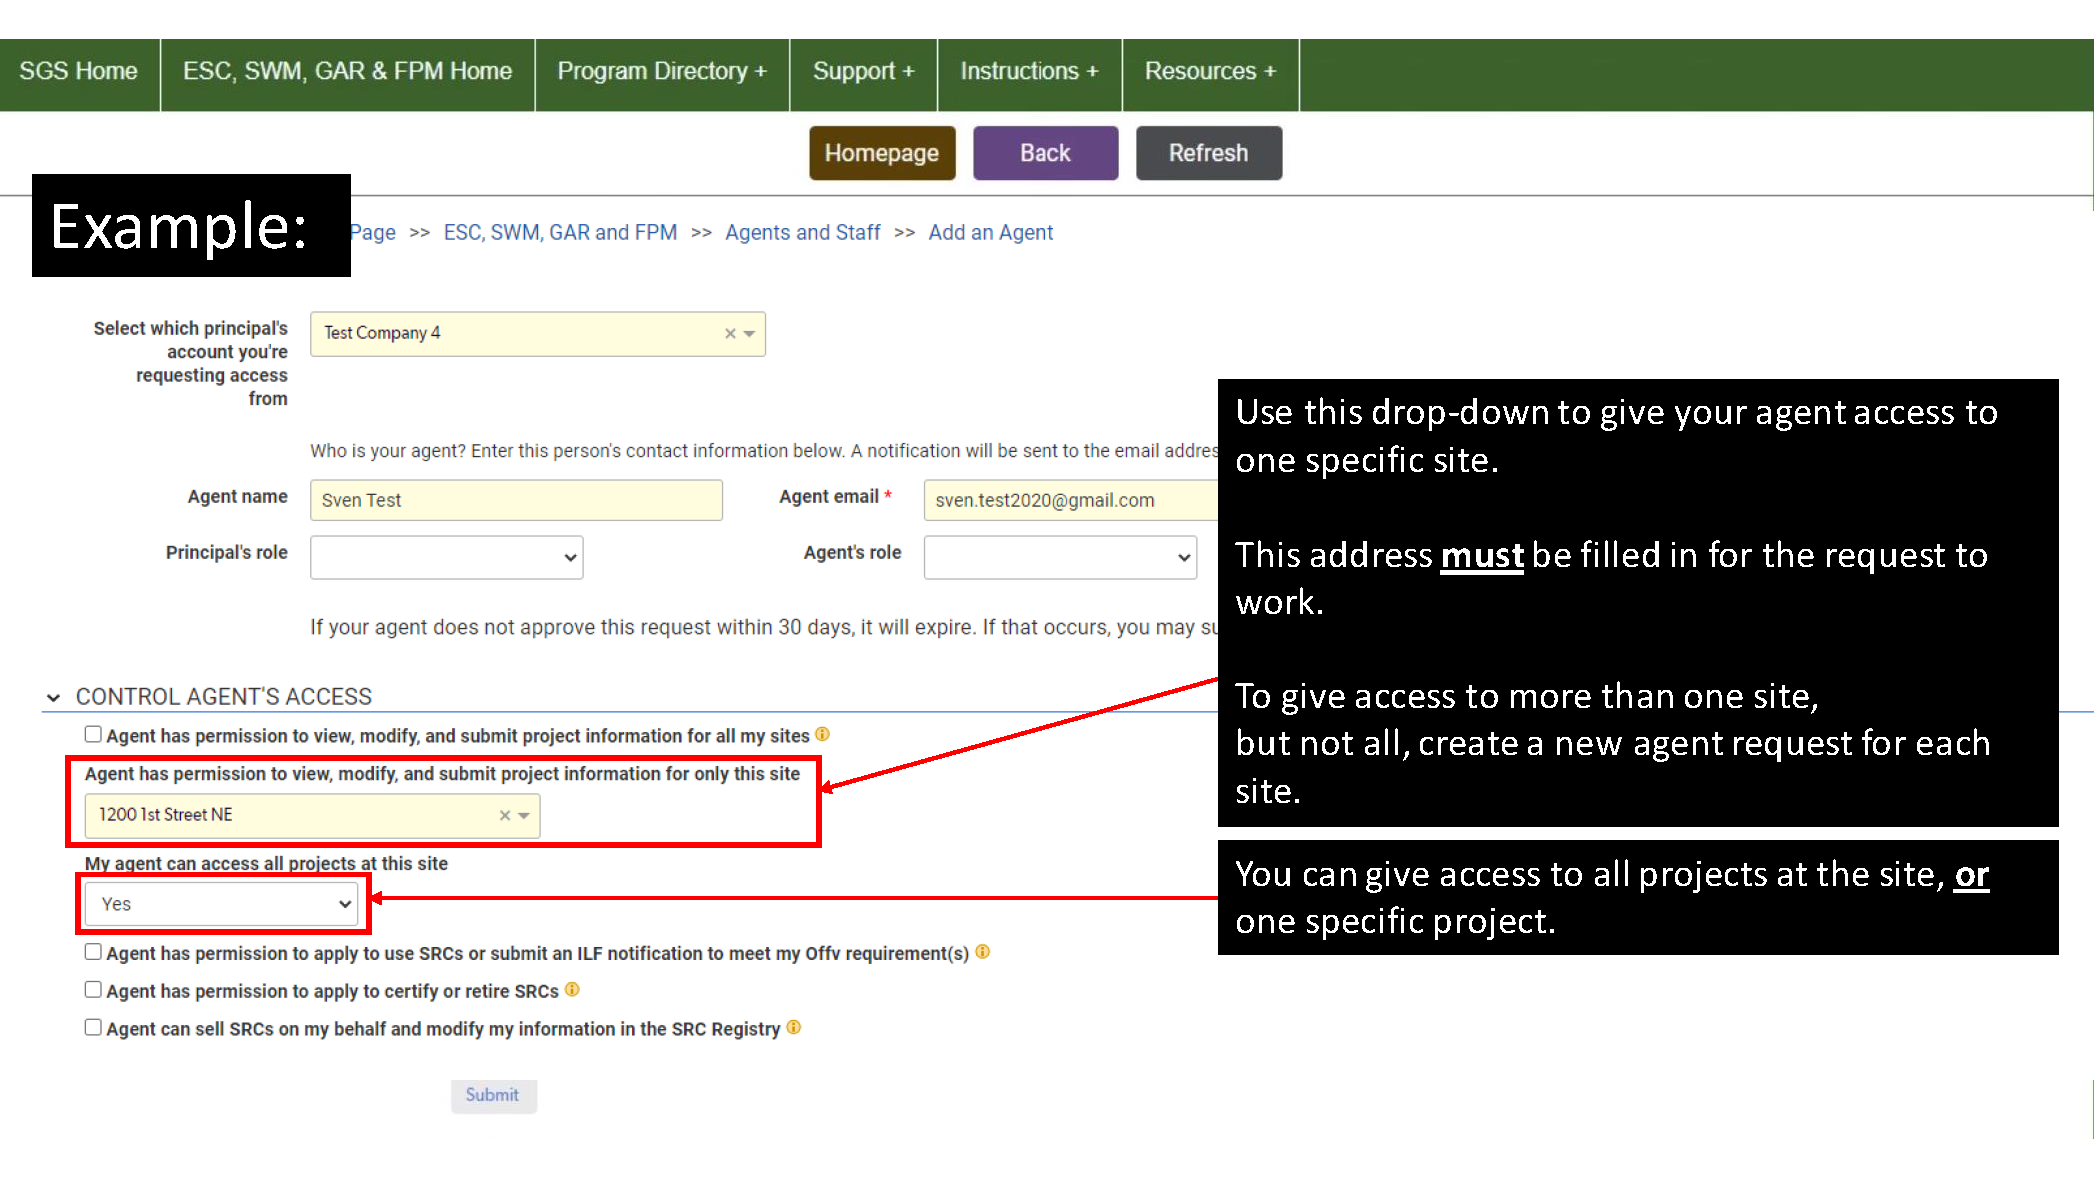 SGS Home ESC, SWM, GAR & FPM Home Program Directory + Support + Instructions + Resources +
Homepage Back Refresh
Example:
Page >> ESC, SWM, GAR and FPM >> Agents and Staff >> Add an Agent
Select which principal's
account you're
requesting access
from
Test Company 4
Who is your agent? Enter this person's contact information below. A notification will be sent to the email addres
Agent name Sven Test Agent email * sven.test2020@gmail.com
Principal's role Agent's role
If your agent does not approve this request within 30 days, it will expire. If that occurs, you may su
Use this drop-down to give your agent access to
one specific site.
This address must be filled in for the request to
work.
To give access to more than one site,
but not all, create a new agent request for each
site.
CONTROL AGENT'S ACCESS
Agent has permission to view, modify, and submit project information for all my sites
Agent has permission to view, modify, and submit project information for only this site
1200 1st Street NE
My agent can access all projects at this site
Yes
You can give access to all projects at the site, or
one specific project.
Agent has permission to apply to use SRCs or submit an ILF notification to meet my Offv requirement(s)
Agent has permission to apply to certify or retire SRCs
Agent can sell SRCs on my behalf and modify my information in the SRC Registry
Submit